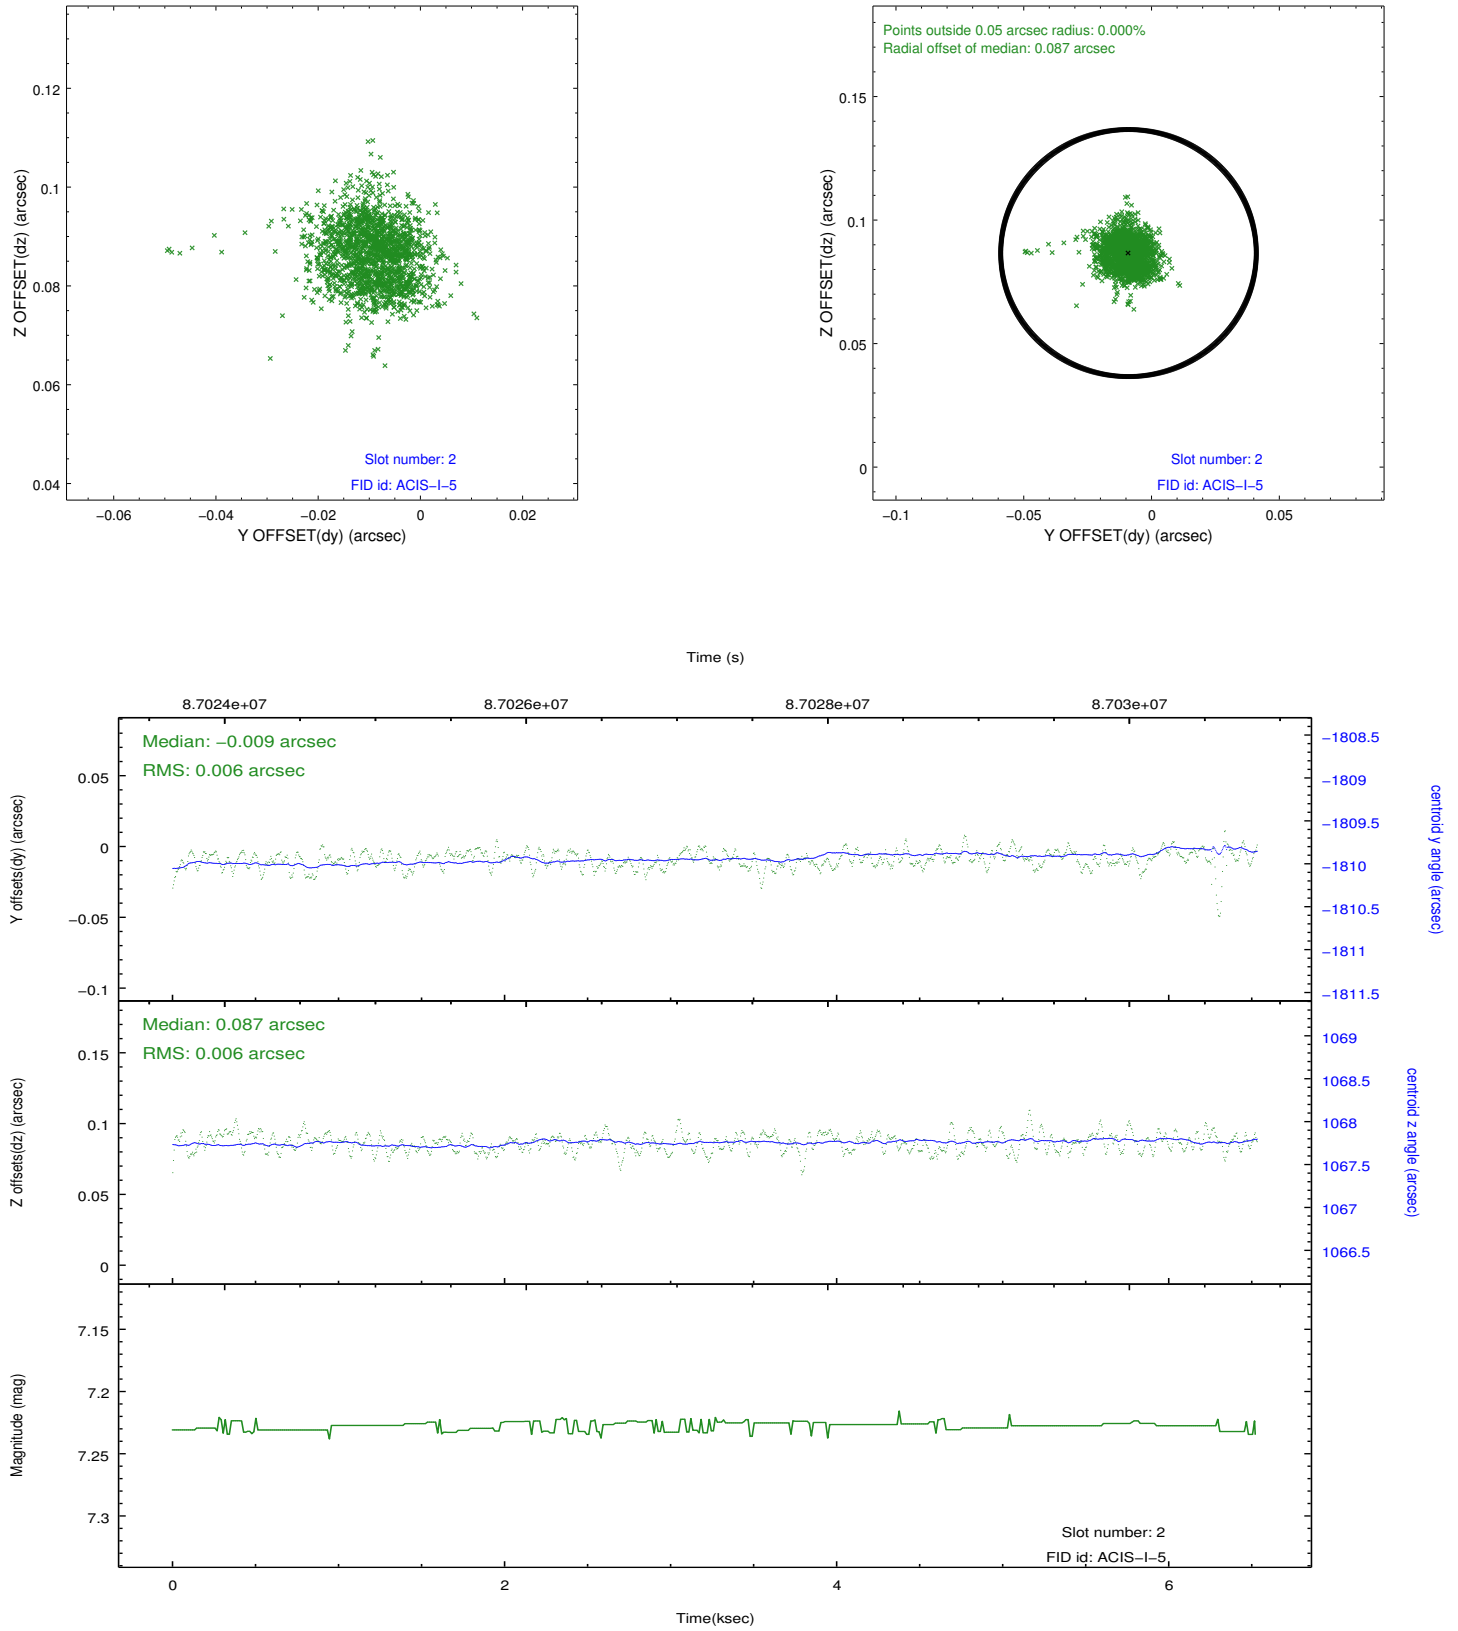 0.12
0.1
0.08
0.06
0.04
Z OFFSET(dz) (arcsec)
Slot number: 2
FID id: ACIS−I−5
−0.06 −0.04 −0.02 0 0.02
Y OFFSET(dy) (arcsec)
Points outside 0.05 arcsec radius: 0.000%
Radial offset of median: 0.087 arcsec
0.15
0.1
0.05
0
Z OFFSET(dz) (arcsec)
Slot number: 2
FID id: ACIS−I−5
−0.1 −0.05 0 0.05
Y OFFSET(dy) (arcsec)
Time (s)
8.7024e+07 8.7026e+07 8.7028e+07 8.703e+07
Median: −0.009 arcsec
RMS: 0.006 arcsec
0.05
0
−0.05
−0.1
Y offsets(dy) (arcsec)
−1808.5
−1809
−1809.5
−1810
−1810.5
−1811
−1811.5
centroid y angle (arcsec)
Median: 0.087 arcsec
RMS: 0.006 arcsec
0.15
0.1
0.05
0
Z offsets(dz) (arcsec)
1069
1068.5
1068
1067.5
1067
1066.5
centroid z angle (arcsec)
7.15
7.2
7.25
7.3
Magnitude (mag)
Slot number: 2
FID id: ACIS−I−5
0 2 4 6
Time(ksec)